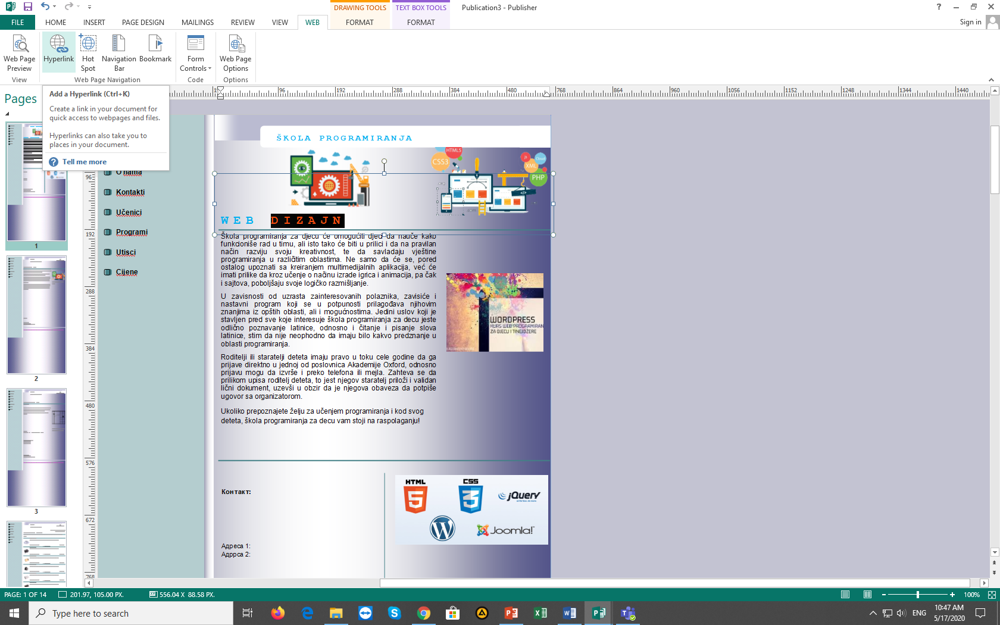 DRAWING TOOLS
TEXT BOX TOOLS
Publication3 - Publisher
FILE
HOME
INSERT
PAGE DESIGN
MAILINGS
REVIEW
VIEW
WEB
FORMAT
FORMAT
Sign in
Web Page
Preview
Hyperlink
Hot
Spot
Navigation
Bar
Bookmark
Form
Controls
Web Page
Options
View
Web Page Navigation
Code
Options
Pages
Add a Hyperlink (Ctrl+K)
Create a link in your document for
quick access to webpages and files.
Hyperlinks can also take you to
places in your document.
Tell me more
96 192 288 384 480 768 864 960 1056 1152 1248 1344 1440
ŠKOLA PROGRAMIRANJA
HTML5
CSS3
js
Cloud
XML
PHP
</>
O nama
Kontakti
Učenici
Programi
Utisci
Cijene
WEB DIZAJN
Škola programiranja za djecu će omogućiti djeci da nauče kako
funkcioniše rad u timu, ali isto tako će biti u prilici i da na pravilan
način razviju svoju kreativnost, te da savladaju vještine
programiranja u različitim oblastima. Ne samo da će se, pored
ostalog upoznati sa kreiranjem multimedijalnih aplikacija, već će
imati prilike da kroz učenje o načinu izrade igrica i animacija, pa čak
i sajtova, poboljšaju svoje logičko razmišljanje.
U zavisnosti od uzrasta zainteresovanih polaznika, zavisiće i
nastavni program koji se u potpunosti prilagođava njihovim
znanjima iz opštih oblasti, ali i mogućnostima. Jedini uslov koji je
stavljen pred sve koje interesuje škola programiranja za decu jeste
odlično poznavanje latinice, odnosno i čitanje i pisanje slova
latinice, stim da nije neophodno da imaju bilo kakvo predznanje u
oblasti programiranja.
Roditelji ili staratelji deteta imaju pravo u toku cele godine da ga
prijave direktno u jednoj od poslovnica Akademije Oxford, odnosno
prijavu mogu da izvrše i preko telefona ili mejla. Zahteva se da
prilikom upisa roditelj deteta, to jest njegov staratelj priloži i validan
lični dokument, uzevši u obzir da je njegova obaveza da potpiše
ugovor sa organizatorom.
Ukoliko prepoznajete želju za učenjem programiranja i kod svog
deteta, škola programiranja za decu vam stoji na raspolaganju!
WORDPRESS
KURS WEB PROGRAMIRAN
ZA DJECU I TINEJDŽERE
Контакт:
Адреса 1:
Адррса 2:
HTML
CSS
jQuery
Joomla!
96
192
288
384
480
576
672
768
1
2
3
PAGE: 1 OF 14
201.97, 105.00 PX.
556.04 X 88.58 PX.
100%
Type here to search
ENG
10:47 AM
5/17/2020